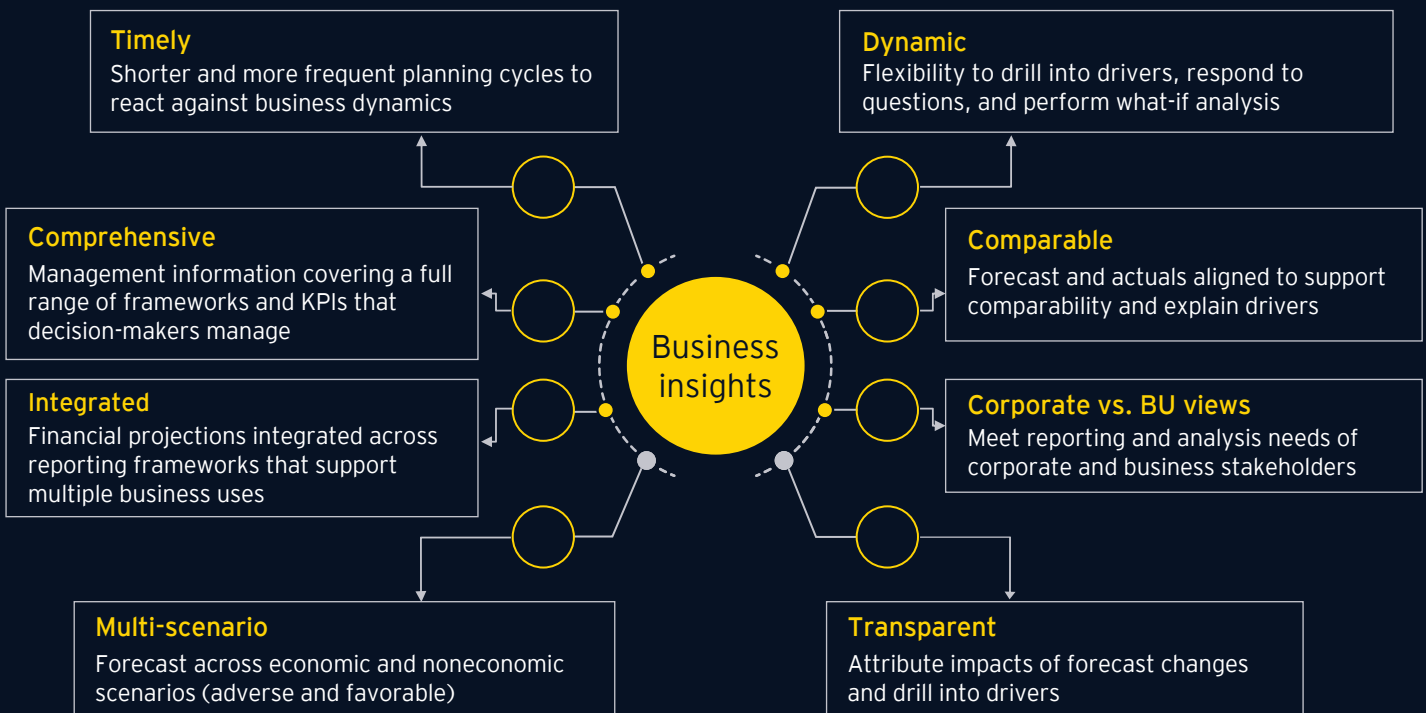 Timely
Shorter and more frequent planning cycles to
react against business dynamics
Dynamic
Flexibility to drill into drivers, respond to
questions, and perform what-if analysis
Comprehensive
Management information covering a full
range of frameworks and KPIs that
decision-makers manage
Comparable
Forecast and actuals aligned to support
comparability and explain drivers
Business
insights
Integrated
Financial projections integrated across
reporting frameworks that support
multiple business uses
Corporate vs. BU views
Meet reporting and analysis needs of
corporate and business stakeholders
Multi-scenario
Forecast across economic and noneconomic
scenarios (adverse and favorable)
Transparent
Attribute impacts of forecast changes
and drill into drivers